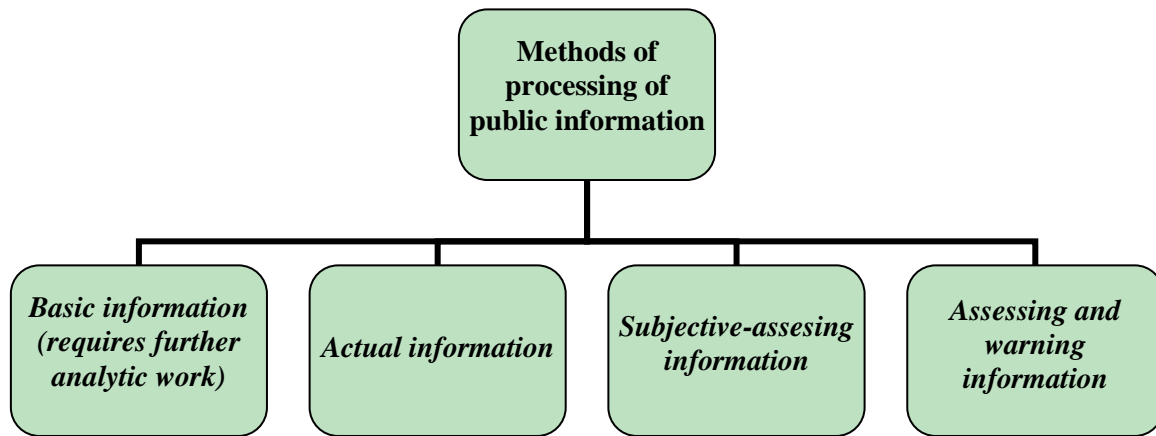 Methods of
processing of
public information
Basic information
(requires further
analytic work)
Actual information
Subjective-assesing
information
Assessing and
warning
information